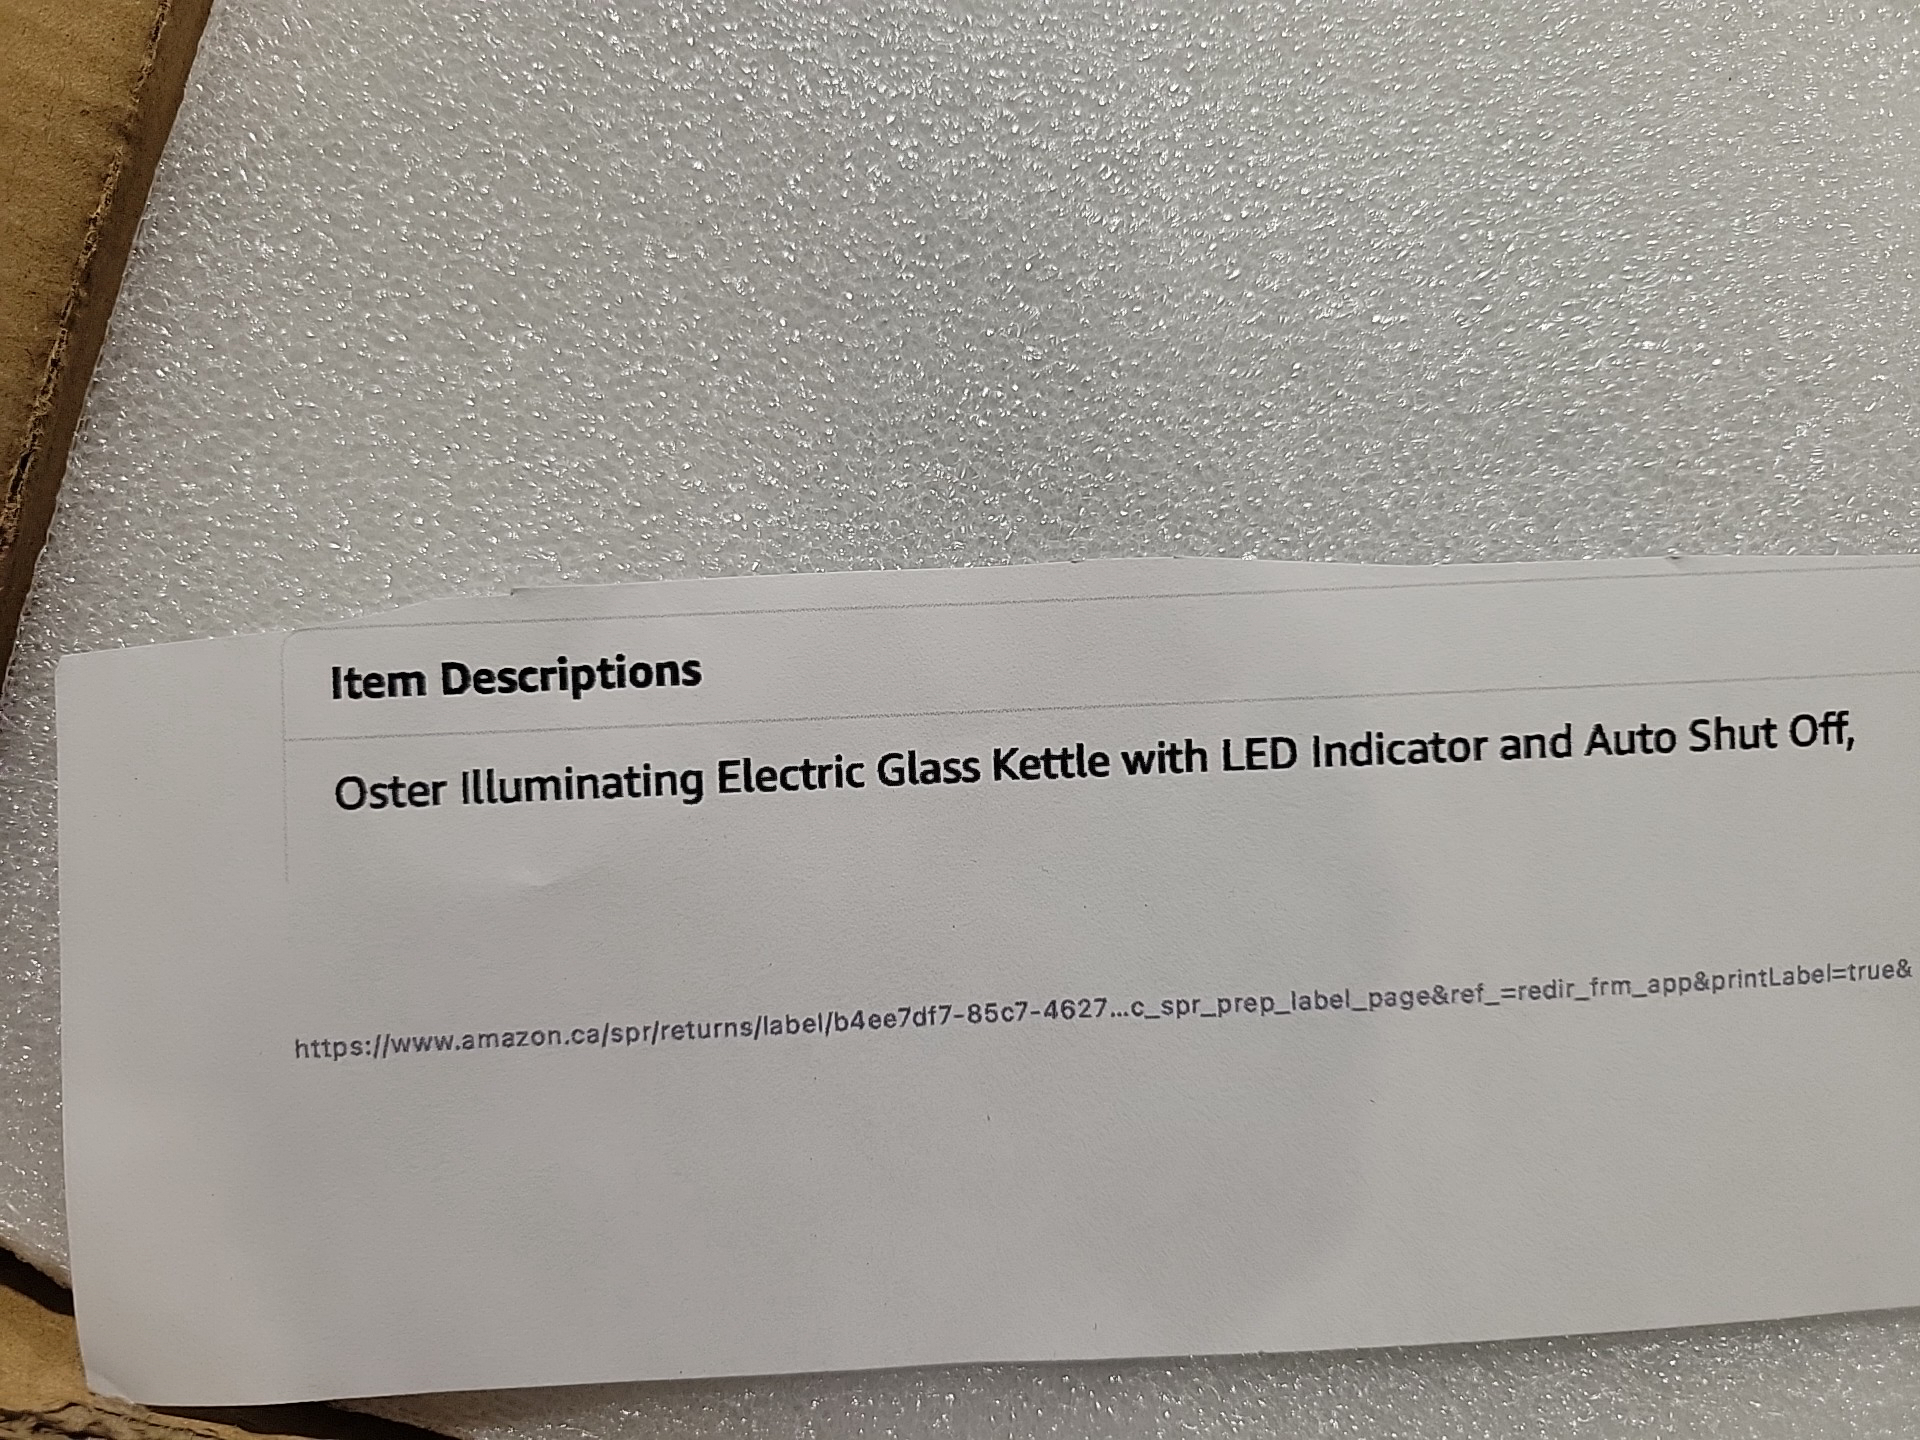 Item Descriptions
Oster Illuminating Electric Glass Kettle with LED Indicator and Auto Shut Off,
https://www.amazon.ca/spr/returns/label/b4ee7df7-85c7-4627...c_spr_prep_label_page&ref_=redir_frm_app&printLabel=true&